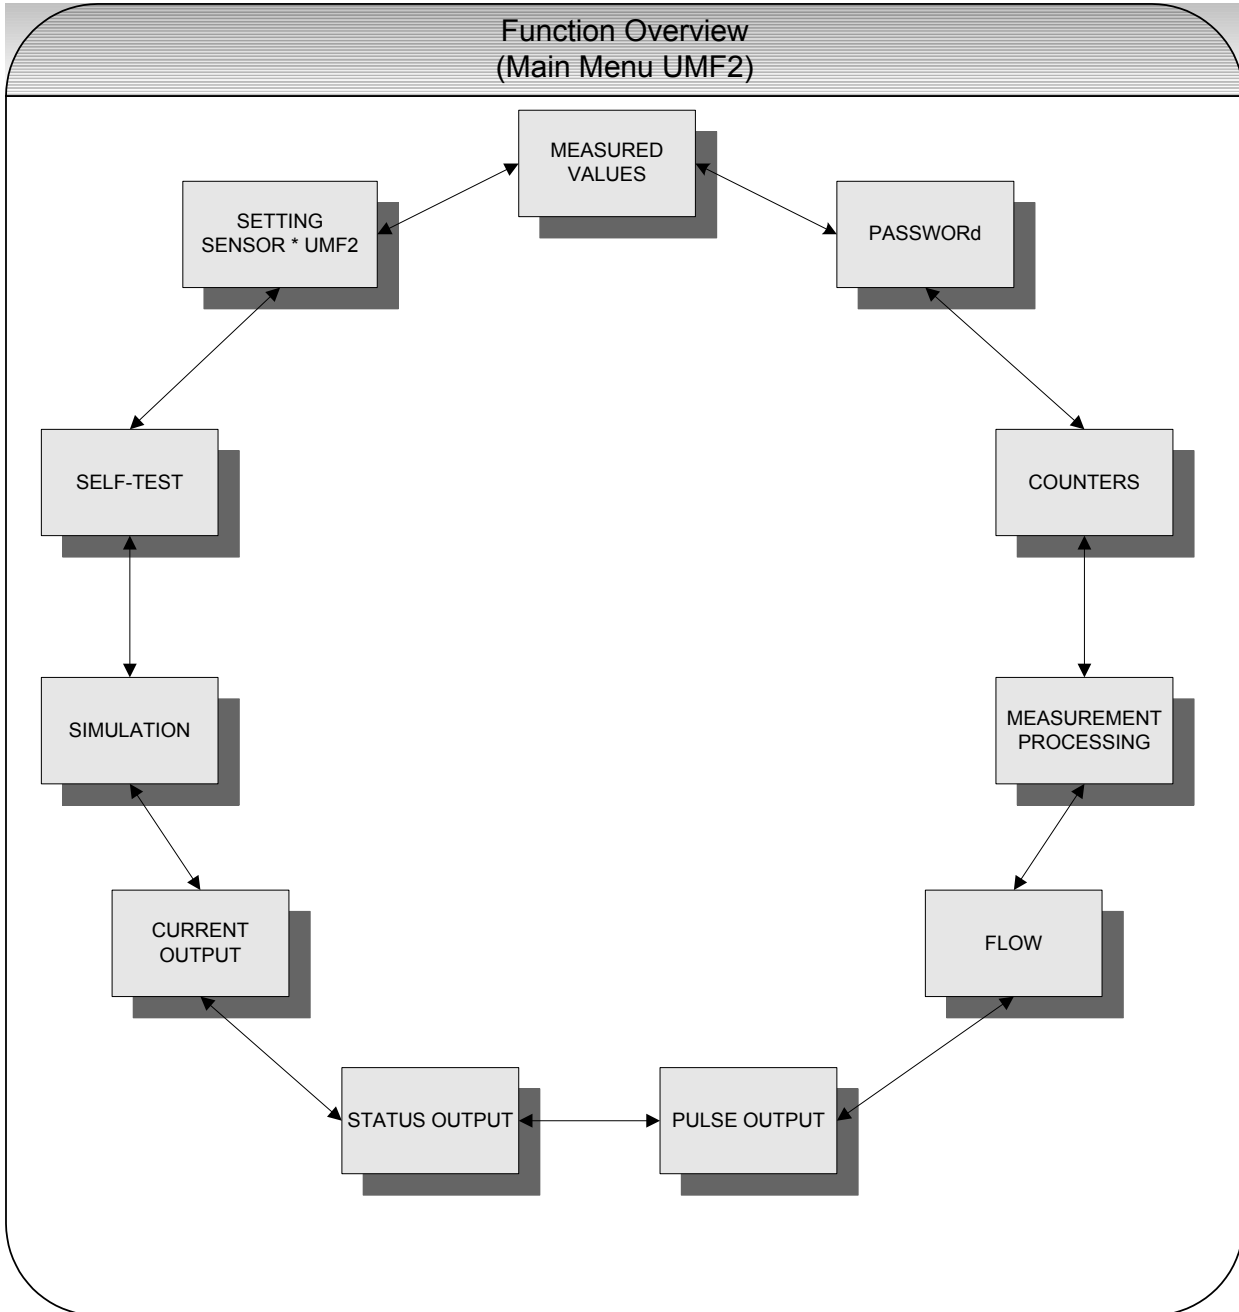 Function Overview
(Main Menu UMF2)
MEASURED
VALUES
SETTING
SENSOR * UMF2
PASSWORd
SELF-TEST
COUNTERS
SIMULATION
MEASUREMENT
PROCESSING
CURRENT
OUTPUT
FLOW
STATUS OUTPUT
PULSE OUTPUT